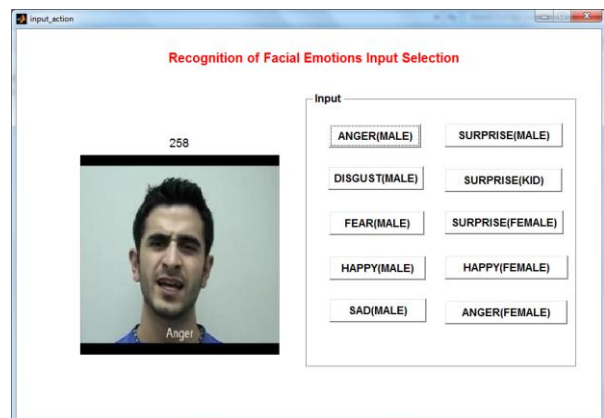 input_action
Recognition of Facial Emotions Input Selection
258
Anger
Input
ANGER(MALE)
SURPRISE(MALE)
DISGUST(MALE)
SURPRISE(KID)
FEAR(MALE)
SURPRISE(FEMALE)
HAPPY(MALE)
HAPPY(FEMALE)
SAD(MALE)
ANGER(FEMALE)